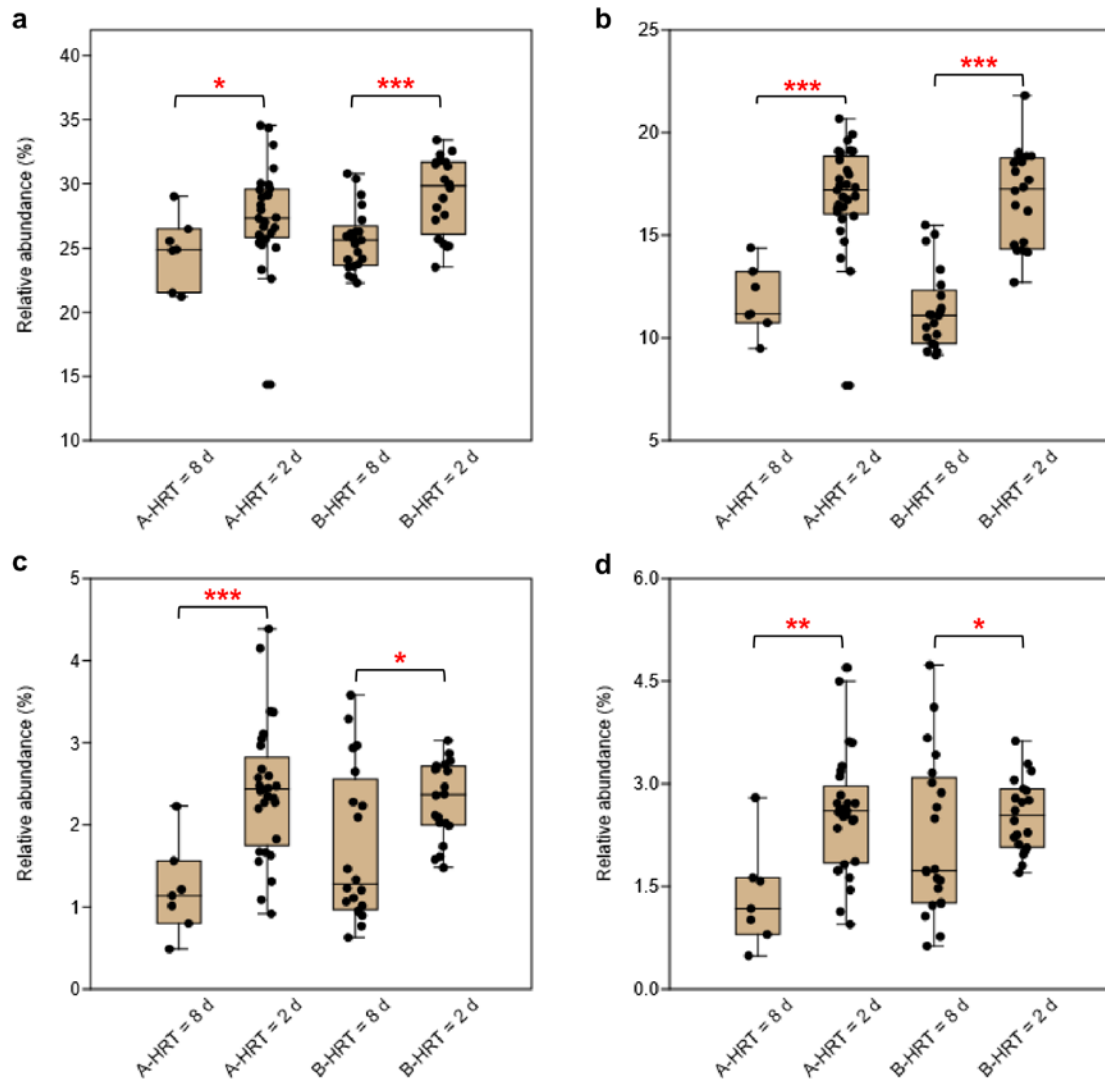 a
Relative abundance (%)
40
35
30
25
20
15
10
*
***
A-HRT = 8 d
A-HRT = 2 d
B-HRT = 8 d
B-HRT = 2 d
b
Relative abundance (%)
25
20
15
10
5
***
***
A-HRT = 8 d
A-HRT = 2 d
B-HRT = 8 d
B-HRT = 2 d
c
Relative abundance (%)
5
4
3
2
1
0
***
*
A-HRT = 8 d
A-HRT = 2 d
B-HRT = 8 d
B-HRT = 2 d
d
Relative abundance (%)
6.0
4.5
3.0
1.5
0.0
**
*
A-HRT = 8 d
A-HRT = 2 d
B-HRT = 8 d
B-HRT = 2 d